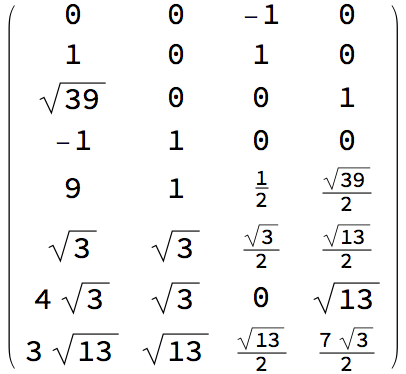 0 0 −1 0
1 0 1 0
√39 0 0 1
−1 1 0 0
9 1 1/2 √39/2
√3 √3 √3/2 √13/2
4 √3 √3 0 √13
3 √13 √13 √13/2 7 √3/2